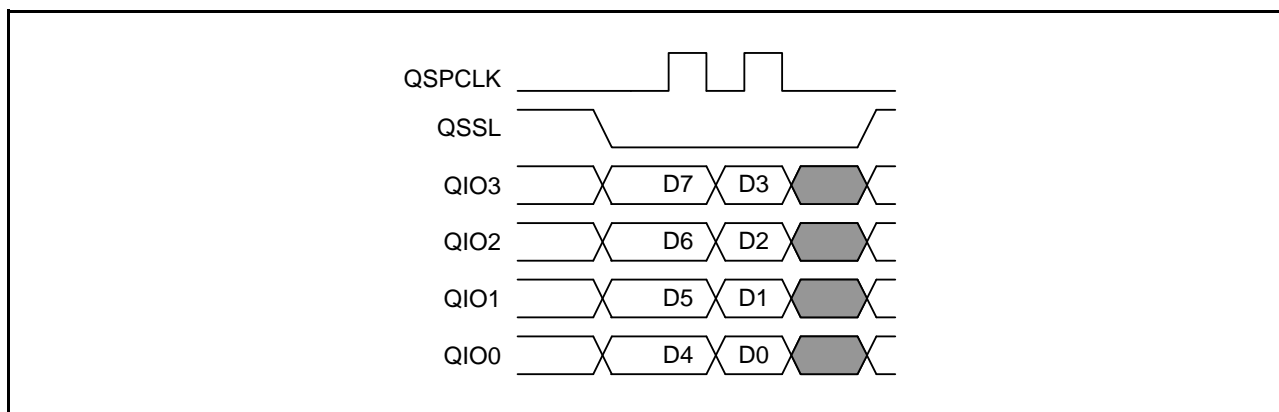 QSPCLK
QSSL
QIO3 D7 D3
QIO2 D6 D2
QIO1 D5 D1
QIO0 D4 D0